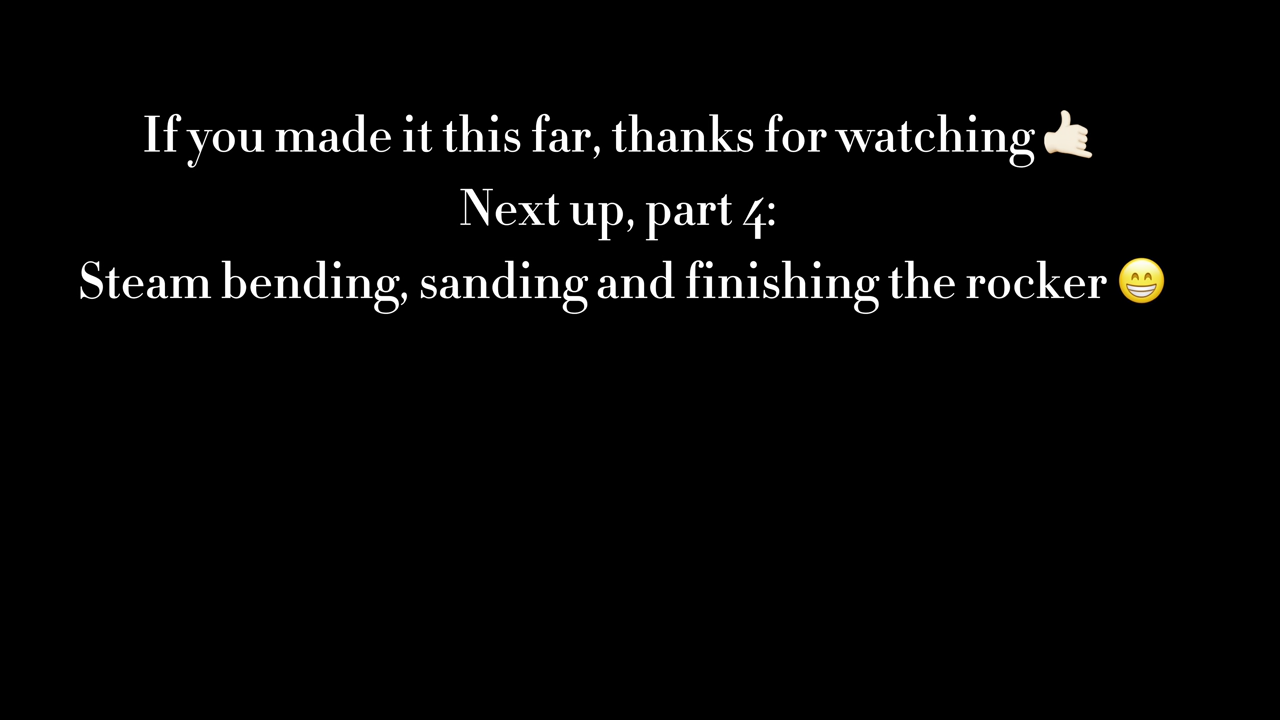 If you made it this far, thanks for watching 🤙🏻
Next up, part 4:
Steam bending, sanding and finishing the rocker 😁